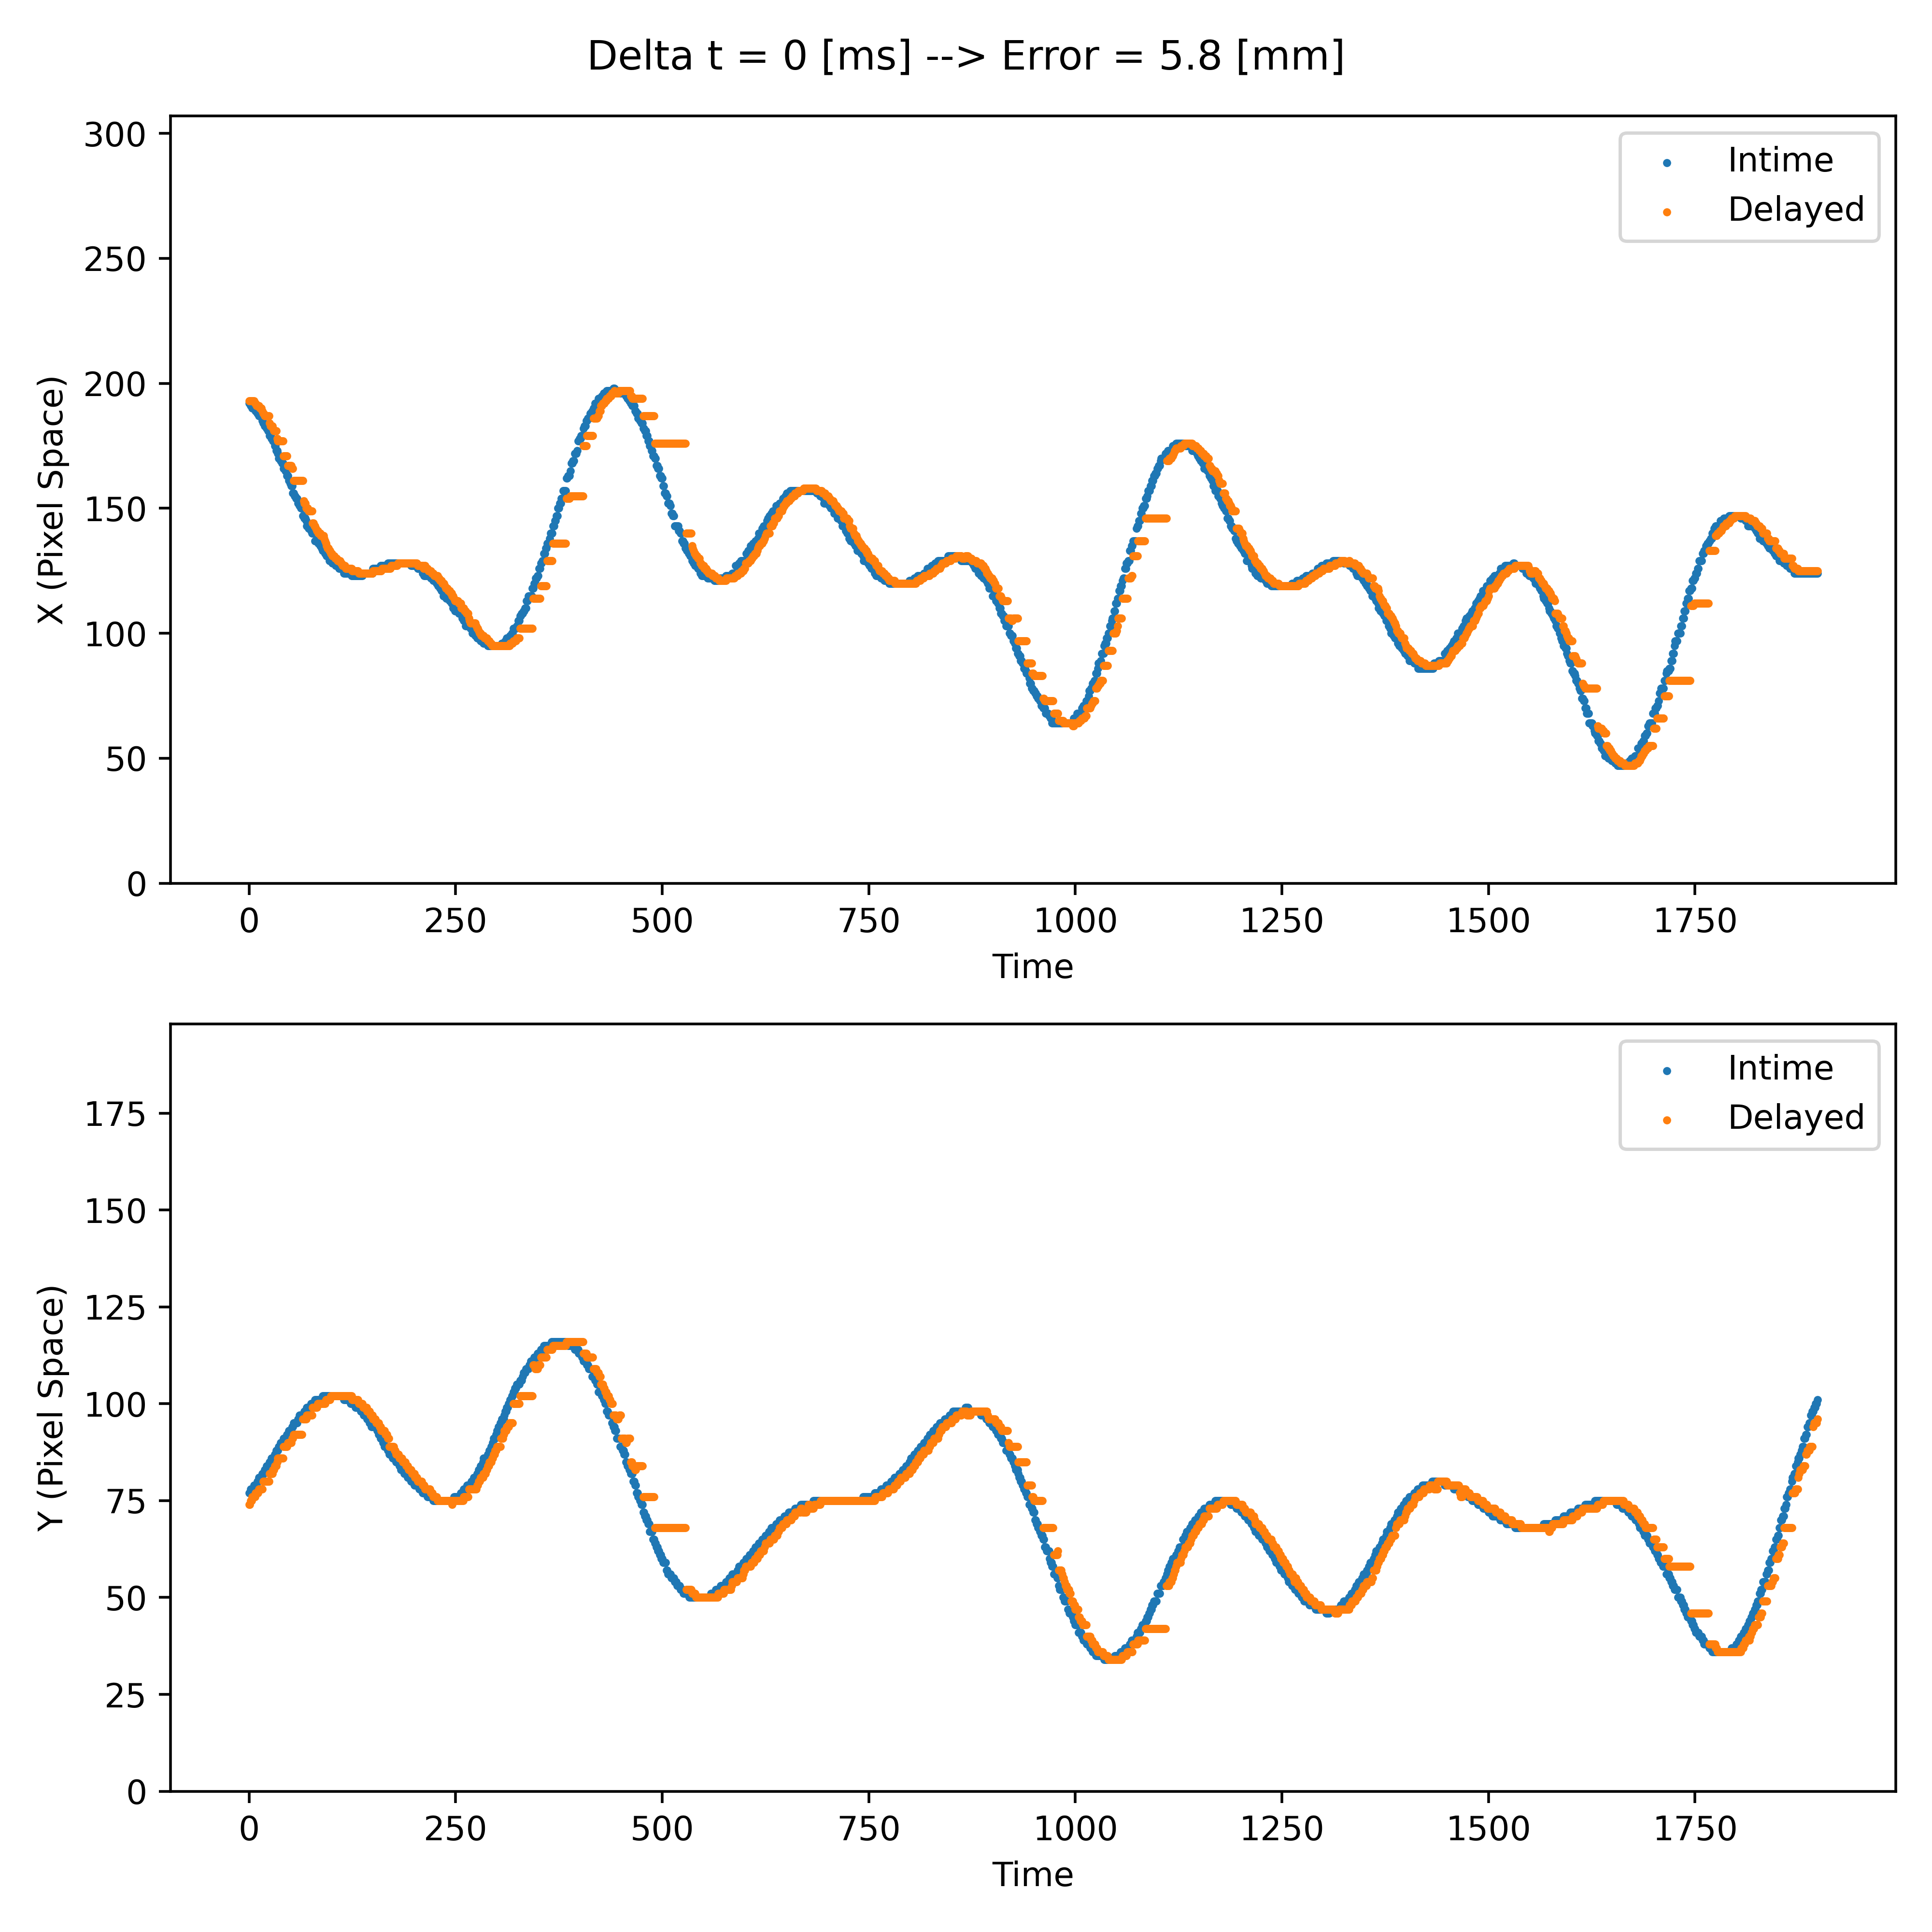 Delta t = 0 [ms] --> Error = 5.8 [mm]
300
250
200
150
100
50
0
X (Pixel Space)
Intime
Delayed
0 250 500 750 1000 1250 1500 1750
Time
175
150
125
100
75
50
25
0
Y (Pixel Space)
Intime
Delayed
0 250 500 750 1000 1250 1500 1750
Time